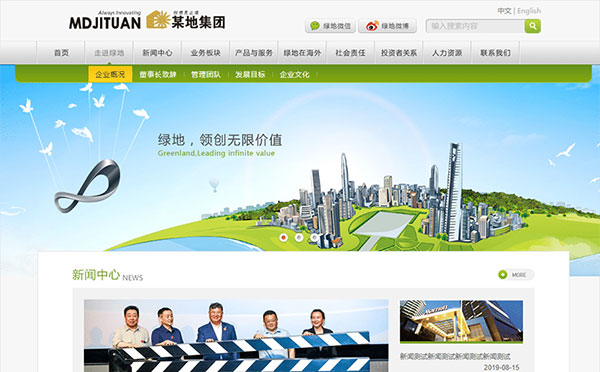 中文 | English
Always Innovating
MDJITUAN 某地集团
绿地微信 绿地微博 输入搜索内容
首页 走进绿地 新闻中心 业务板块 产品与服务 绿地在海外 社会责任 投资者关系 人力资源 联系我们
企业概况 董事长致辞 管理团队 发展目标 企业文化
绿地，领创无限价值
Greenland,Leading infinite value
新闻中心 NEWS MORE
Marriott
新闻测试新闻测试新闻测试新闻测试
2019-08-15